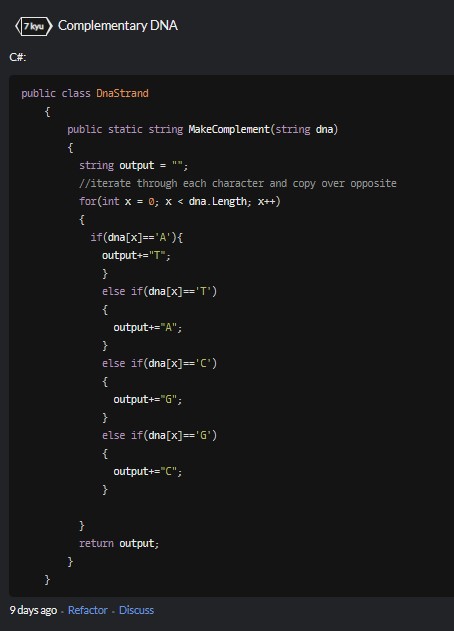 7 kyu Complementary DNA
C#:
public class DnaStrand
{
public static string MakeComplement(string dna)
{
string output = "";
//iterate through each character and copy over opposite
for(int x = 0; x < dna.Length; x++)
{
if(dna[x]=='A'){
output+="T";
}
else if(dna[x]=='T')
{
output+="A";
}
else if(dna[x]=='C')
{
output+="G";
}
else if(dna[x]=='G')
{
output+="C";
}
}
return output;
}
}
9 days ago - Refactor - Discuss